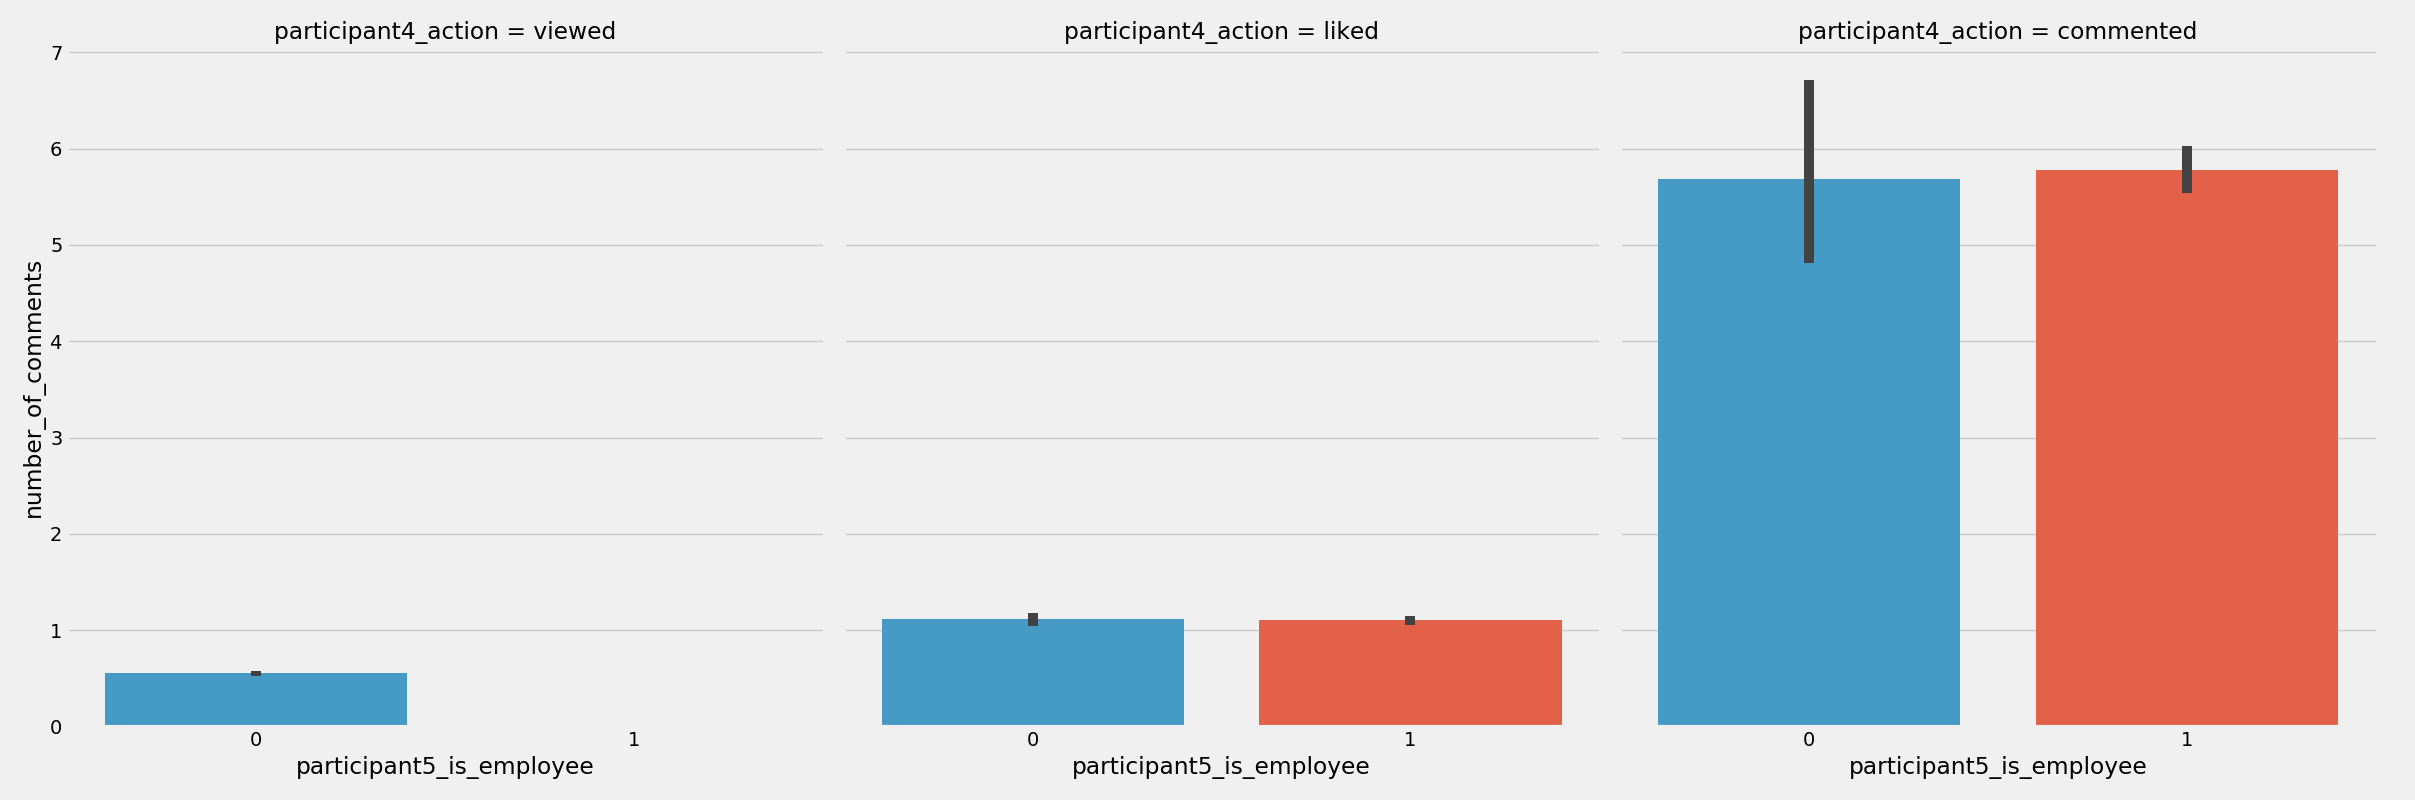 participant4_action = viewed
participant4_action = liked
participant4_action = commented
number_of_comments
7
6
5
4
3
2
1
0
0 1
0 1
0 1
participant5_is_employee
participant5_is_employee
participant5_is_employee